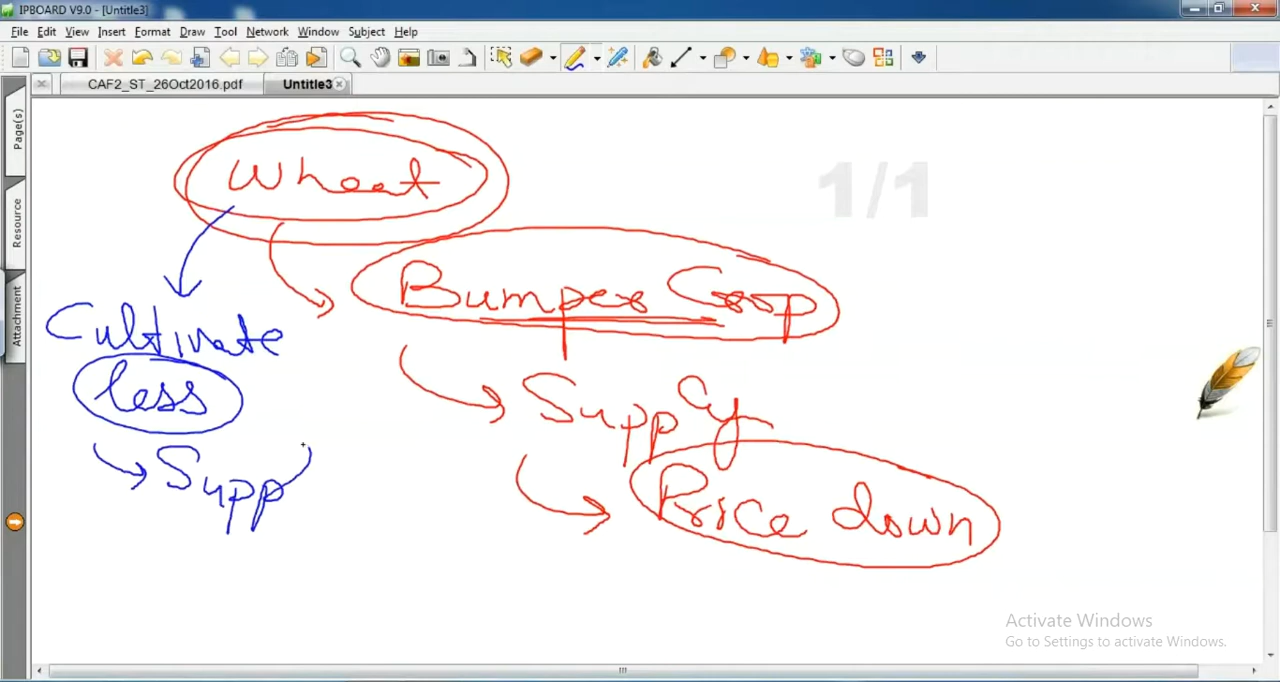 IPBOARD V9.0 - [Untitle3]
File Edit View Insert Format Draw Tool Network Window Subject Help
CAF2_ST_26Oct2016.pdf Untitle3
Page(s)
Resource
Attachment
1/1
Wheat
Bumper Crop
Cultivate
less
Supply
Supp
Price down
Activate Windows
Go to Settings to activate Windows.